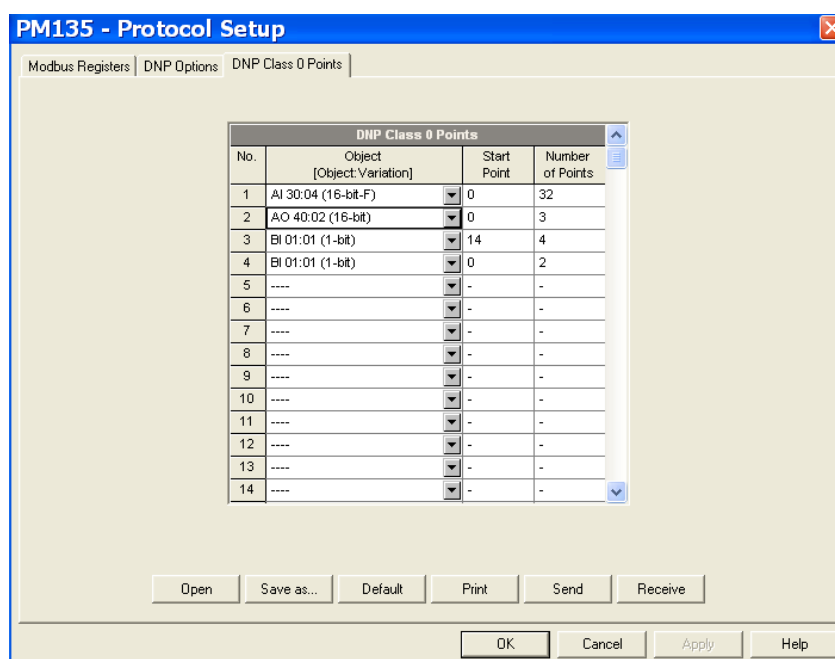 PM135 - Protocol Setup
Modbus Registers DNP Options DNP Class 0 Points
DNP Class 0 Points
No. Object [Object:Variation] Start Point Number of Points
1 AI 30:04 (16-bit-F) 0 32
2 AO 40:02 (16-bit) 0 3
3 BI 01:01 (1-bit) 14 4
4 BI 01:01 (1-bit) 0 2
5 ---- - -
6 ---- - -
7 ---- - -
8 ---- - -
9 ---- - -
10 ---- - -
11 ---- - -
12 ---- - -
13 ---- - -
14 ---- - -
Open Save as... Default Print Send Receive
OK Cancel Apply Help